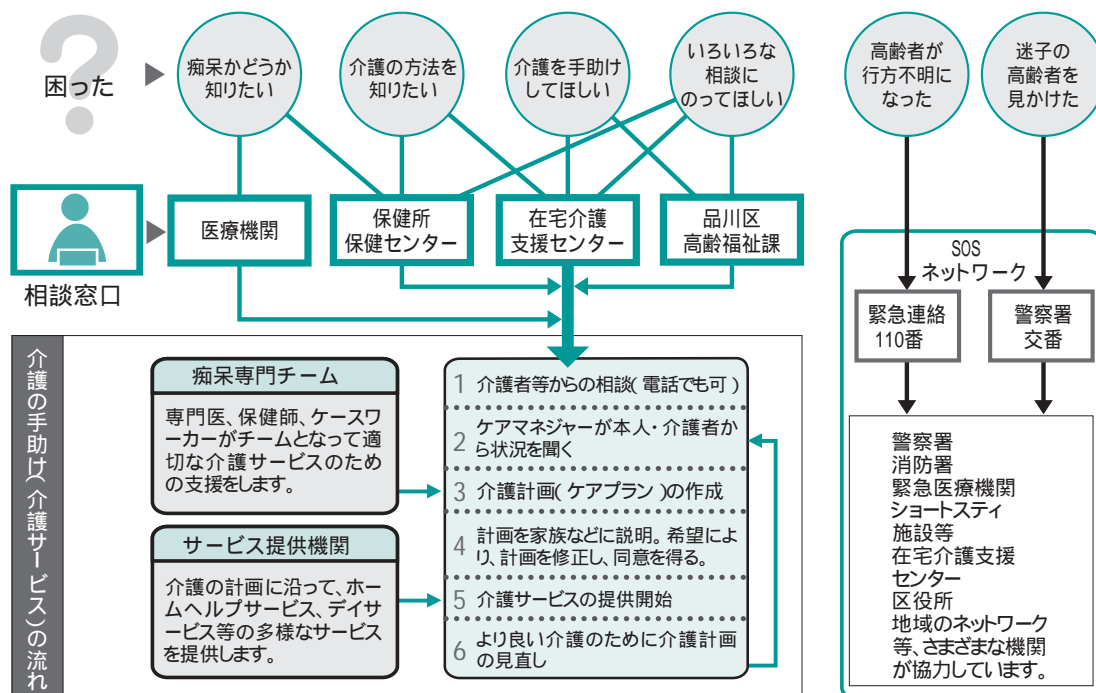 ?
困った
痴呆かどうか
知りたい
介護の方法を
知りたい
介護を手助け
してほしい
いろいろな
相談に
のってほしい
高齢者が
行方不明に
なった
迷子の
高齢者を
見かけた
相談窓口
医療機関
保健所
保健センター
在宅介護
支援センター
品川区
高齢福祉課
SOS
ネットワーク
緊急連絡
110番
警察署
交番
介護の手助け(介護サービス)の流れ
痴呆専門チーム
専門医、保健師、ケースワ
ーカーがチームとなって適
切な介護サービスのため
の支援をします。
サービス提供機関
介護の計画に沿って、ホー
ムヘルプサービス、デイサ
ービス等の多様なサービス
を提供します。
1 介護者等からの相談(電話でも可)
2 ケアマネジャーが本人・介護者か
ら状況を聞く
3 介護計画(ケアプラン)の作成
4 計画を家族などに説明。希望によ
り、計画を修正し、同意を得る。
5 介護サービスの提供開始
6 より良い介護のために介護計画
の見直し
警察署
消防署
緊急医療機関
ショートスティ
施設等
在宅介護支援
センター
区役所
地域のネットワーク
等、さまざまな機関
が協力しています。